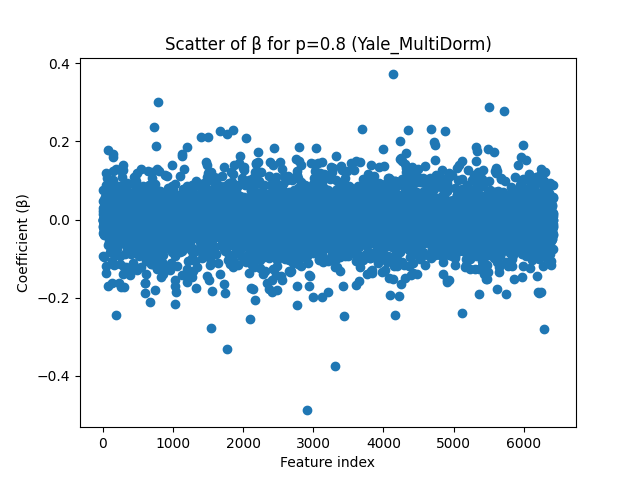 Scatter of β for p=0.8 (Yale_MultiDorm)
0.4
0.2
0.0
−0.2
−0.4
Coefficient (β)
0 1000 2000 3000 4000 5000 6000
Feature index